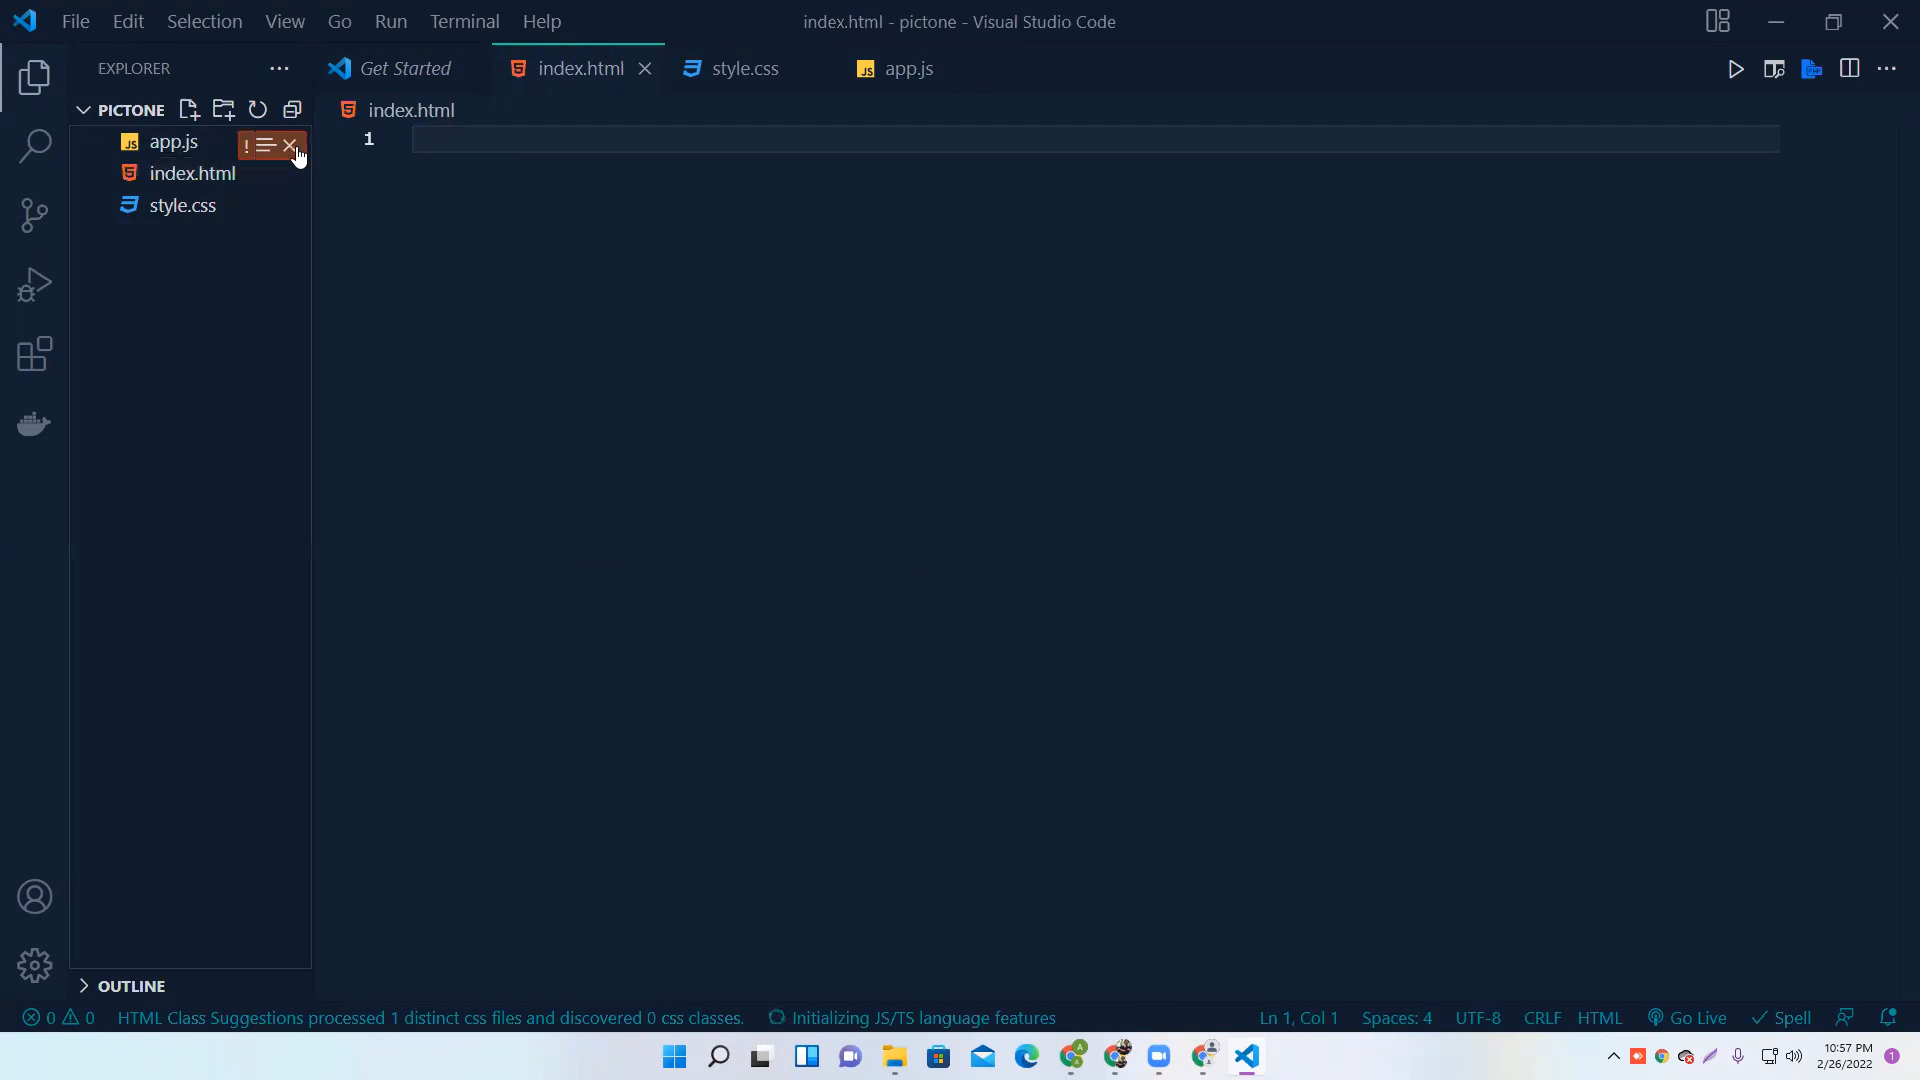 File Edit Selection View Go Run Terminal Help
index.html - pictone - Visual Studio Code
EXPLORER
Get Started
index.html
style.css
JS app.js
PICTONE
index.html
JS app.js
!
index.html
style.css
1
OUTLINE
0 0 HTML Class Suggestions processed 1 distinct css files and discovered 0 css classes. Initializing JS/TS language features
Ln 1, Col 1 Spaces: 4 UTF-8 CRLF HTML Go Live Spell
10:57 PM
2/26/2022
1